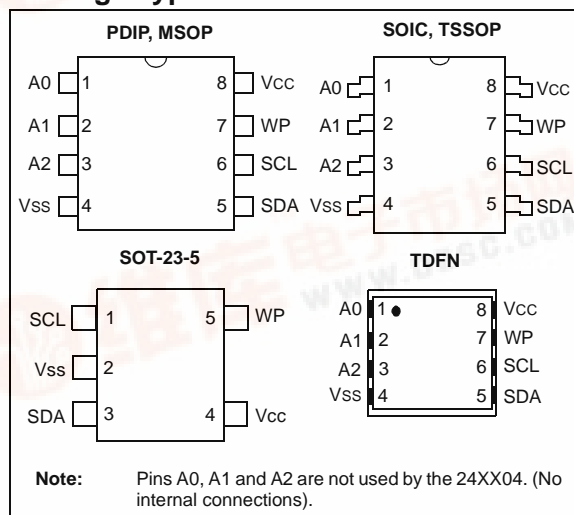 PDIP, MSOP
A0 1 8 VCC
A1 2 7 WP
A2 3 6 SCL
VSS 4 5 SDA
SOIC, TSSOP
A0 1 8 VCC
A1 2 7 WP
A2 3 6 SCL
VSS 4 5 SDA
SOT-23-5
SCL 1 5 WP
Vss 2
SDA 3 4 Vcc
TDFN
A0 1 8 VCC
A1 2 7 WP
A2 3 6 SCL
VSS 4 5 SDA
Note: Pins A0, A1 and A2 are not used by the 24XX04. (No
internal connections).